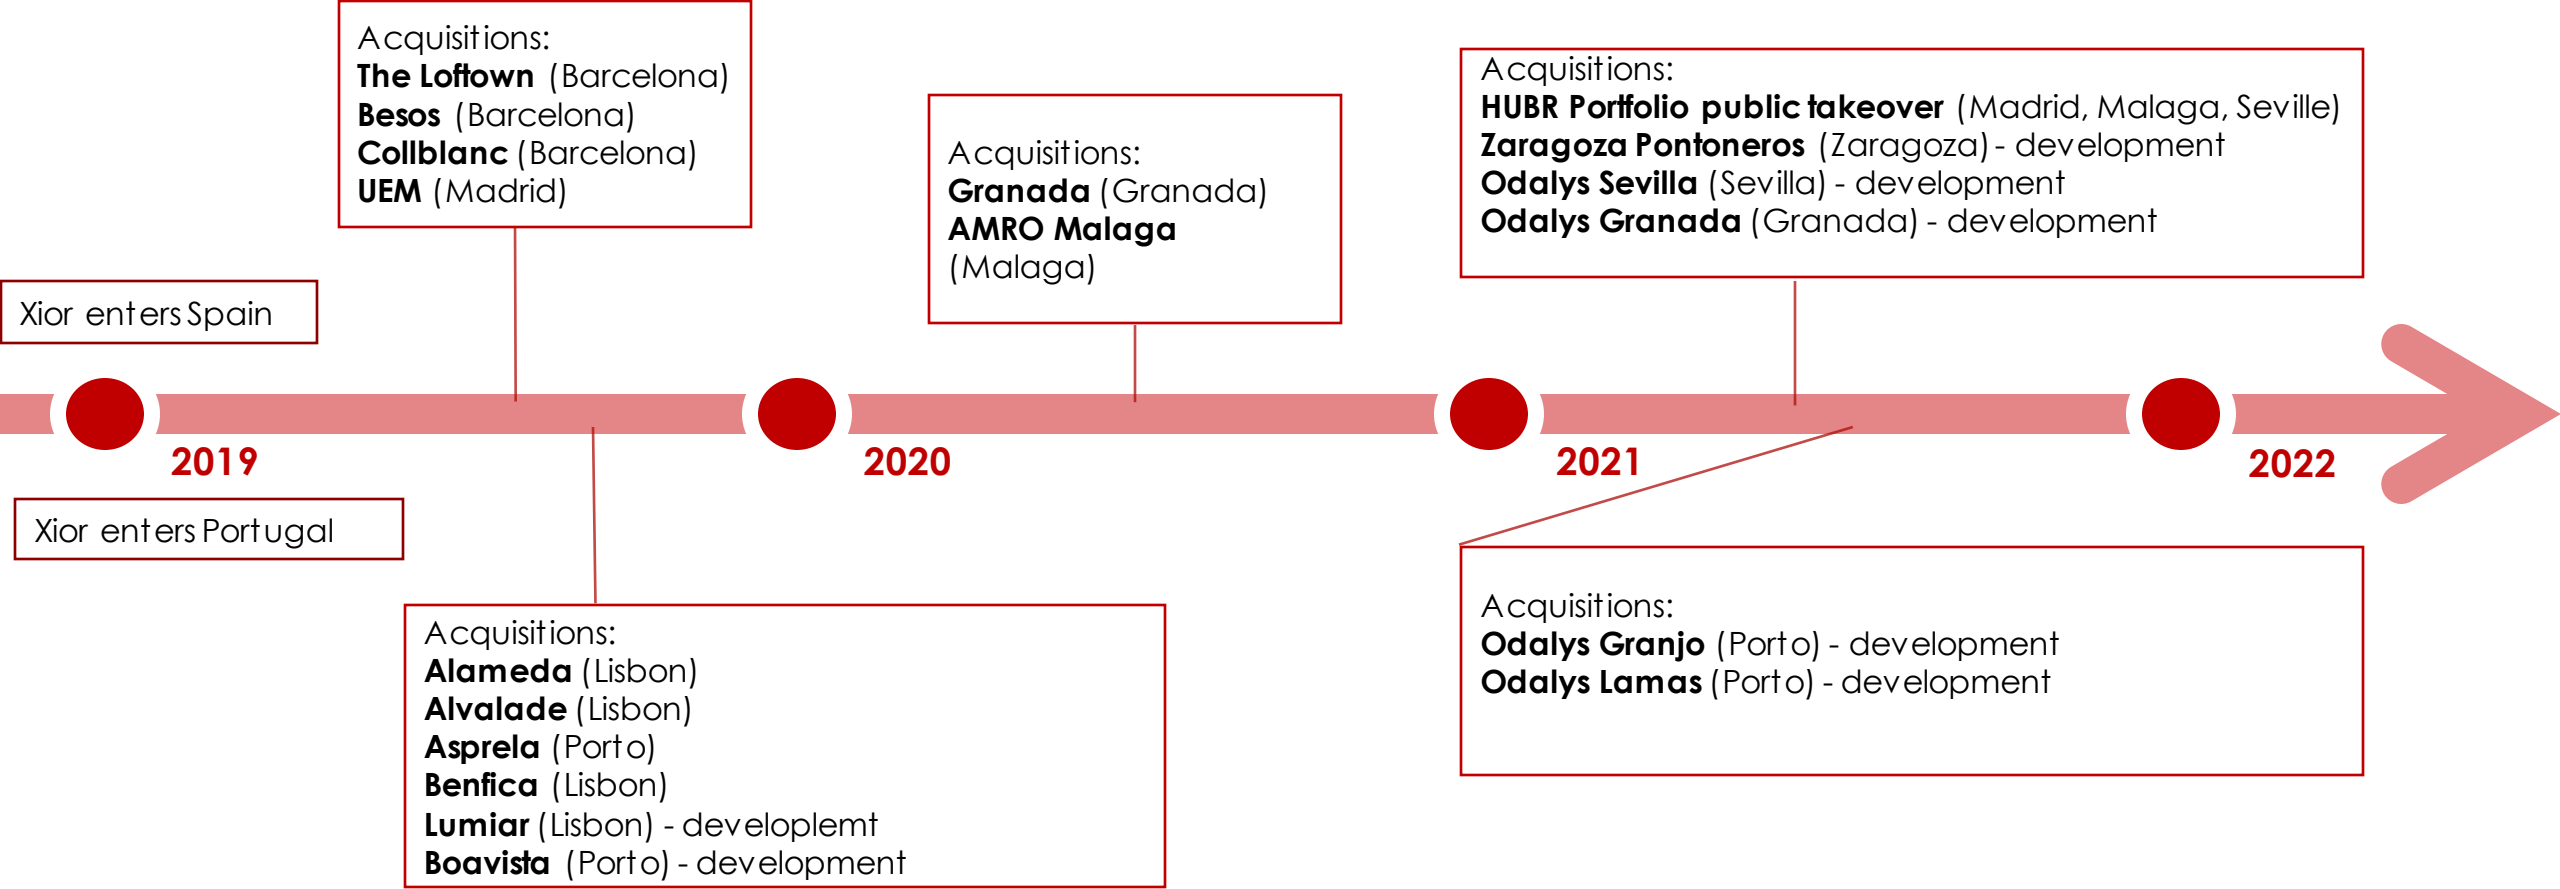 Acquisitions:
The Loftown (Barcelona)
Besos (Barcelona)
Collblanc (Barcelona)
UEM (Madrid)
Acquisitions:
Granada (Granada)
AMRO Malaga
(Malaga)
Acquisitions:
HUBR Portfolio public takeover (Madrid, Malaga, Seville)
Zaragoza Pontoneros (Zaragoza) - development
Odalys Sevilla (Sevilla) - development
Odalys Granada (Granada) - development
Xior enters Spain
2019
2020
2021
2022
Xior enters Portugal
Acquisitions:
Alameda (Lisbon)
Alvalade (Lisbon)
Asprela (Porto)
Benfica (Lisbon)
Lumiar (Lisbon) - developlemt
Boavista (Porto) - development
Acquisitions:
Odalys Granjo (Porto) - development
Odalys Lamas (Porto) - development